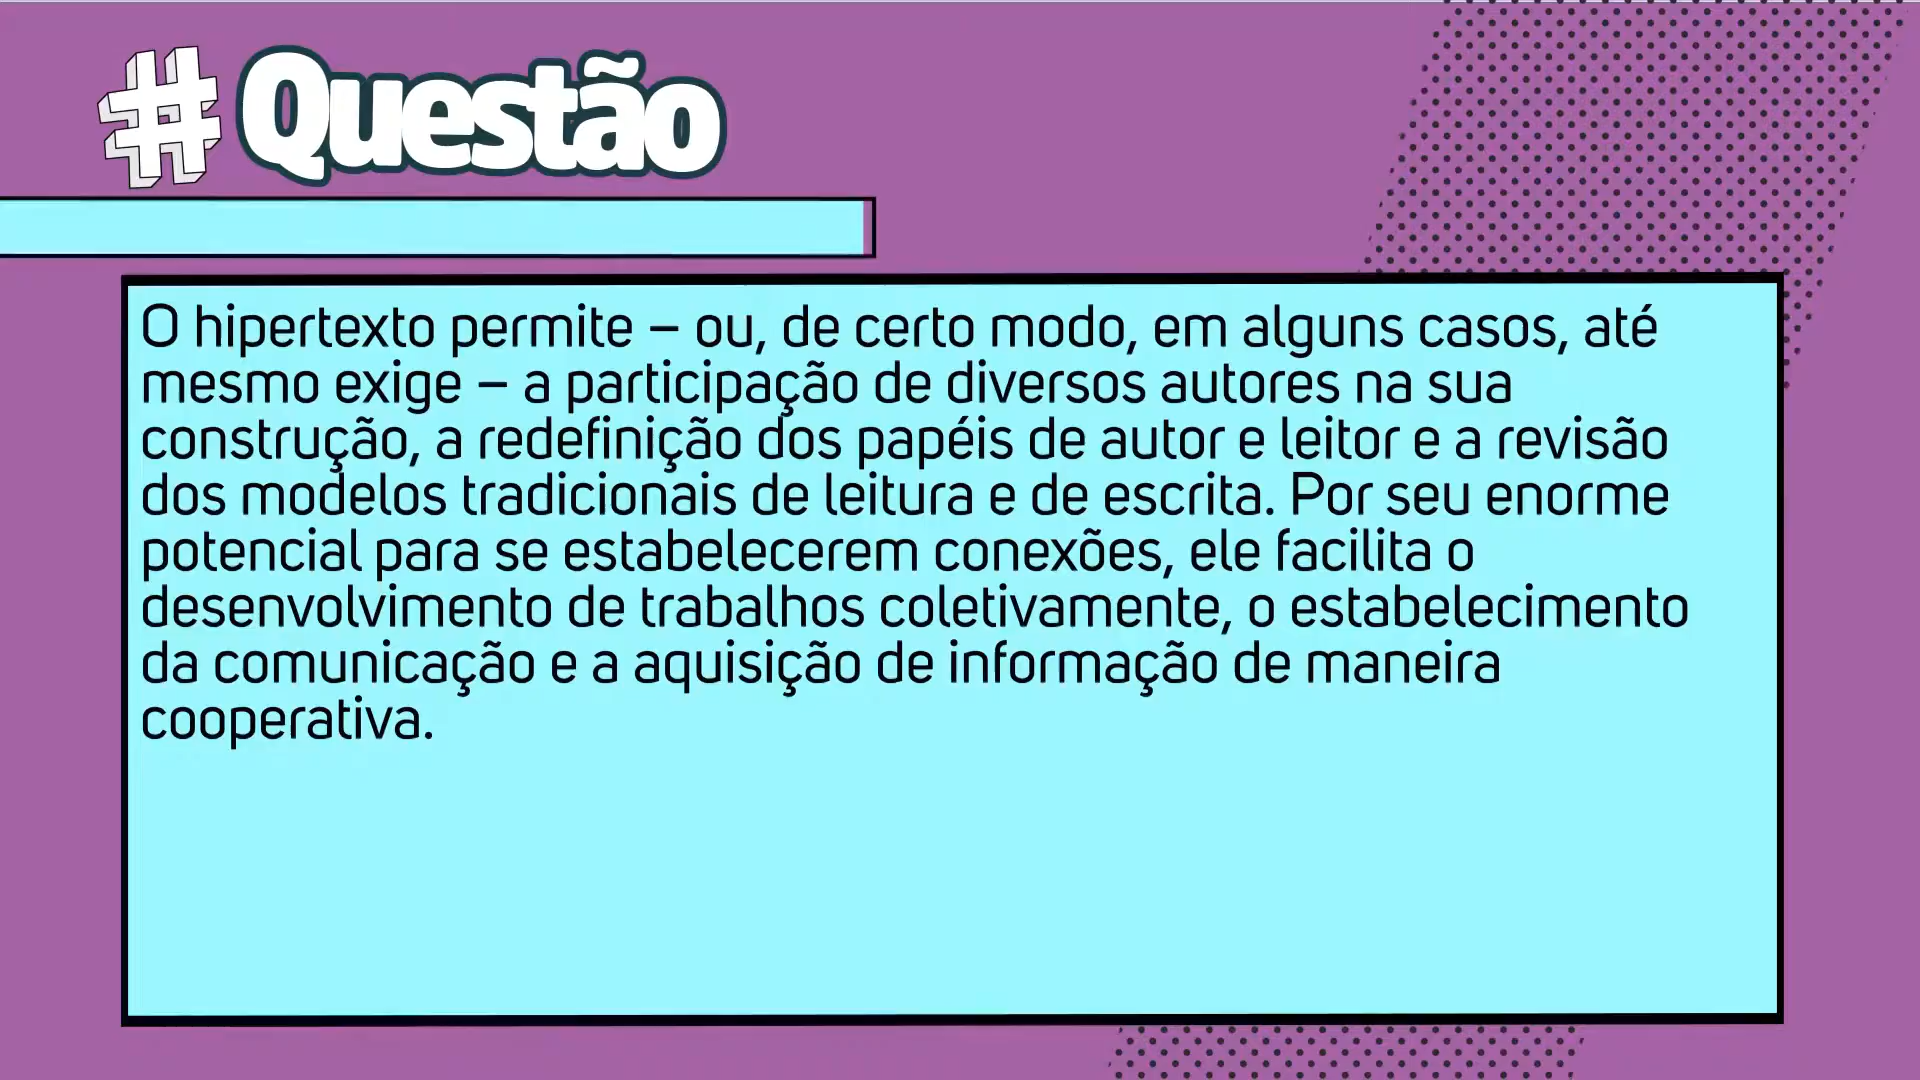 #Questão
O hipertexto permite – ou, de certo modo, em alguns casos, até
mesmo exige – a participação de diversos autores na sua
construção, a redefinição dos papéis de autor e leitor e a revisão
dos modelos tradicionais de leitura e de escrita. Por seu enorme
potencial para se estabelecerem conexões, ele facilita o
desenvolvimento de trabalhos coletivamente, o estabelecimento
da comunicação e a aquisição de informação de maneira
cooperativa.